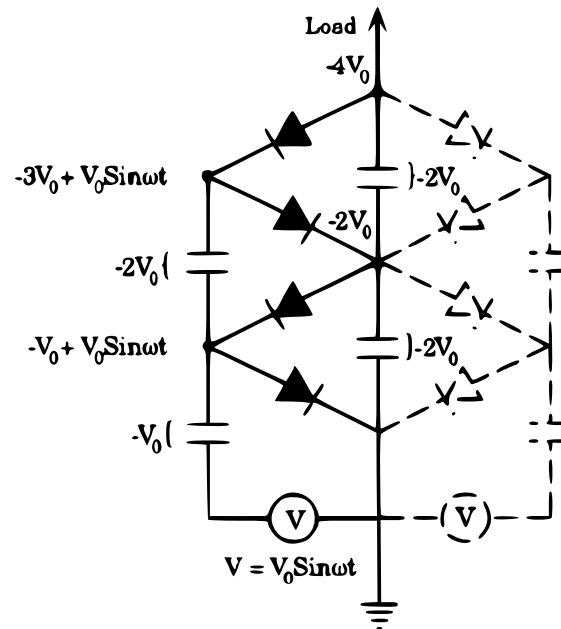 Load
-4V₀
-3V₀ + V₀Sinωt
}-2V₀
-2V₀
-2V₀{
-V₀ + V₀Sinωt
}-2V₀
-V₀{
V
(V)
V = V₀Sinωt